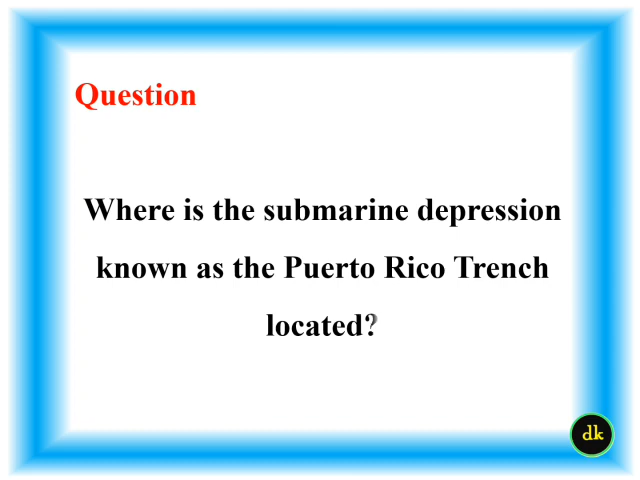 Question
Where is the submarine depression
known as the Puerto Rico Trench
located?
dk